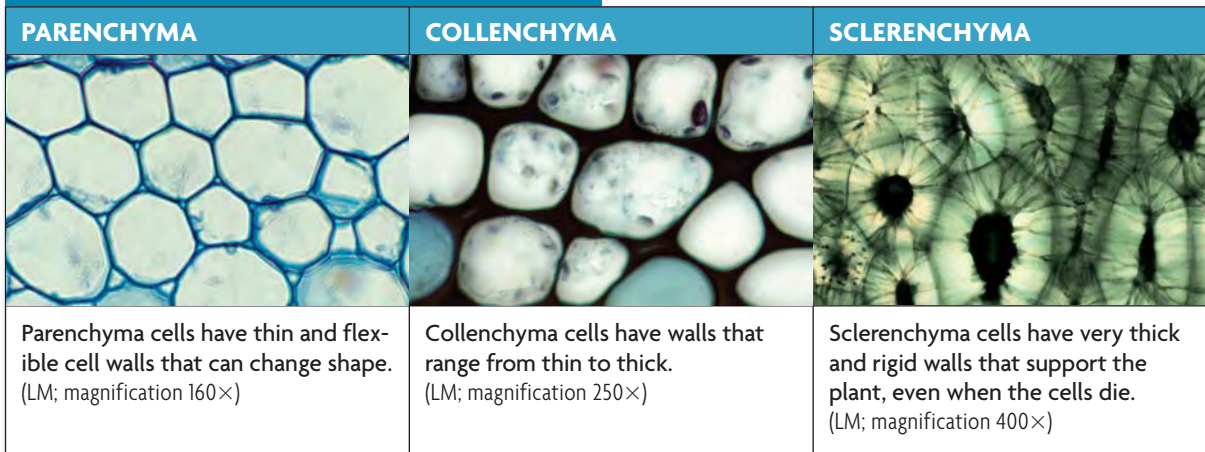 PARENCHYMA
COLLENCHYMA
SCLERENCHYMA
Parenchyma cells have thin and flex-
ible cell walls that can change shape.
(LM; magnification 160×)
Collenchyma cells have walls that
range from thin to thick.
(LM; magnification 250×)
Sclerenchyma cells have very thick
and rigid walls that support the
plant, even when the cells die.
(LM; magnification 400×)